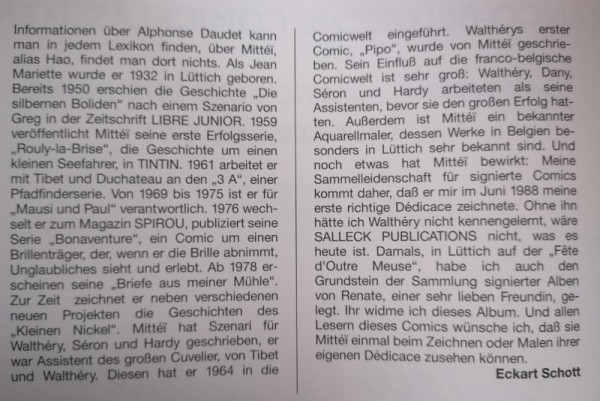 Informationen über Alphonse Daudet kann
man in jedem Lexikon finden, über Mittéï,
alias Hao, findet man dort nichts. Als Jean
Mariette wurde er 1932 in Lüttich geboren.
Bereits 1950 erschien die Geschichte „Die
silbernen Boliden“ nach einem Szenario von
Greg in der Zeitschrift LIBRE JUNIOR. 1959
veröffentlicht Mittéï seine erste Erfolgsserie,
„Rouly-la-Brise“, die Geschichte um einen
kleinen Seefahrer, in TINTIN. 1961 arbeitet er
mit Tibet und Duchateau an den „3 A“, einer
Pfadfinderserie. Von 1969 bis 1975 ist er für
„Mausi und Paul“ verantwortlich. 1976 wech-
selt er zum Magazin SPIROU, publiziert seine
Serie „Bonaventure“, ein Comic um einen
Brillenträger, der, wenn er die Brille abnimmt,
Unglaubliches sieht und erlebt. Ab 1978 er-
scheinen seine „Briefe aus meiner Mühle“.
Zur Zeit zeichnet er neben verschiedenen
neuen Projekten die Geschichten des
„Kleinen Nickel“. Mittéï hat Szenari für
Walthéry, Séron und Hardy geschrieben, er
war Assistent des großen Cuvelier, von Tibet
und Walthéry. Diesen hat er 1964 in die
Comicwelt eingeführt. Walthérys erster
Comic, „Pipo“, wurde von Mittéï geschrie-
ben. Sein Einfluß auf die franco-belgische
Comicwelt ist sehr groß: Walthéry, Dany,
Séron und Hardy arbeiteten als seine
Assistenten, bevor sie den großen Erfolg hat-
ten. Außerdem ist Mittéï ein bekannter
Aquarellmaler, dessen Werke in Belgien be-
sonders in Lüttich sehr bekannt sind. Und
noch etwas hat Mittéï bewirkt: Meine
Sammelleidenschaft für signierte Comics
kommt daher, daß er mir im Juni 1988 meine
erste richtige Dédicace zeichnete. Ohne ihn
hätte ich Walthéry nicht kennengelernt, wäre
SALLECK PUBLICATIONS nicht, was es
heute ist. Damals, in Lüttich auf der „Fête
d'Outre Meuse“, habe ich auch den
Grundstein der Sammlung signierter Alben
von Renate, einer sehr lieben Freundin, ge-
legt. Ihr widme ich dieses Album. Und allen
Lesern dieses Comics wünsche ich, daß sie
Mittéï einmal beim Zeichnen oder Malen ihrer
eigenen Dédicace zusehen können.
Eckart Schott